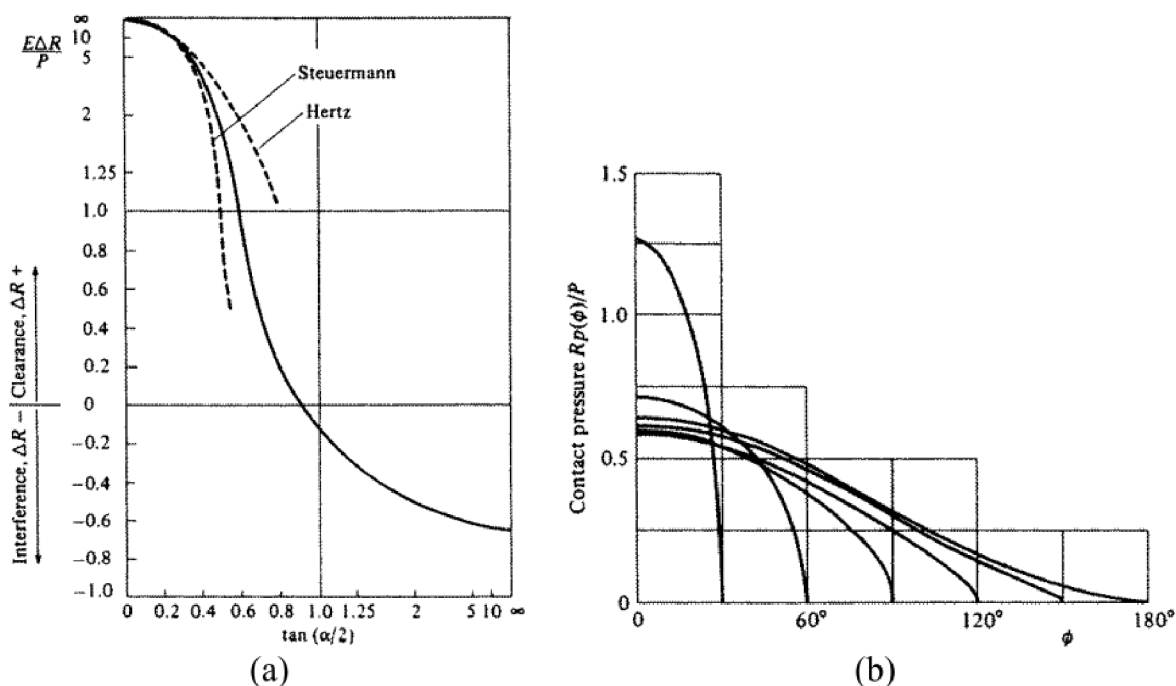 ∞
10
5
2
1.25
1.0
0.8
0.6
0.4
0.2
0
−0.2
−0.4
−0.6
−0.8
−1.0
EΔR
P
Steuermann
Hertz
Interference, ΔR − Clearance, ΔR +
0 0.2 0.4 0.6 0.8 1.0 1.25 2 5 10 ∞
tan (α/2)
(a)
1.5
1.0
0.5
0
Contact pressure Rp(ϕ)/P
0 60° 120° 180°
ϕ
(b)